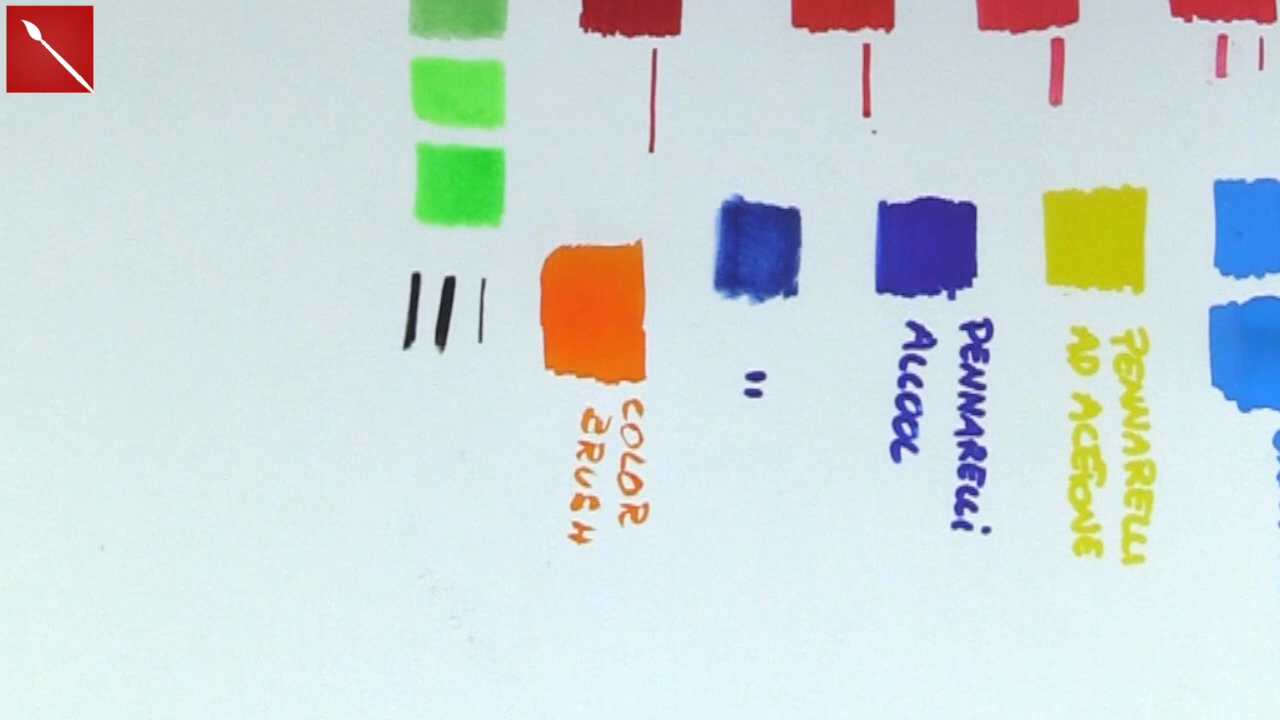 PENNARELLI
AD ACETONE
PENNARELLi
ALCOOL
"
COLOR
BRUSH